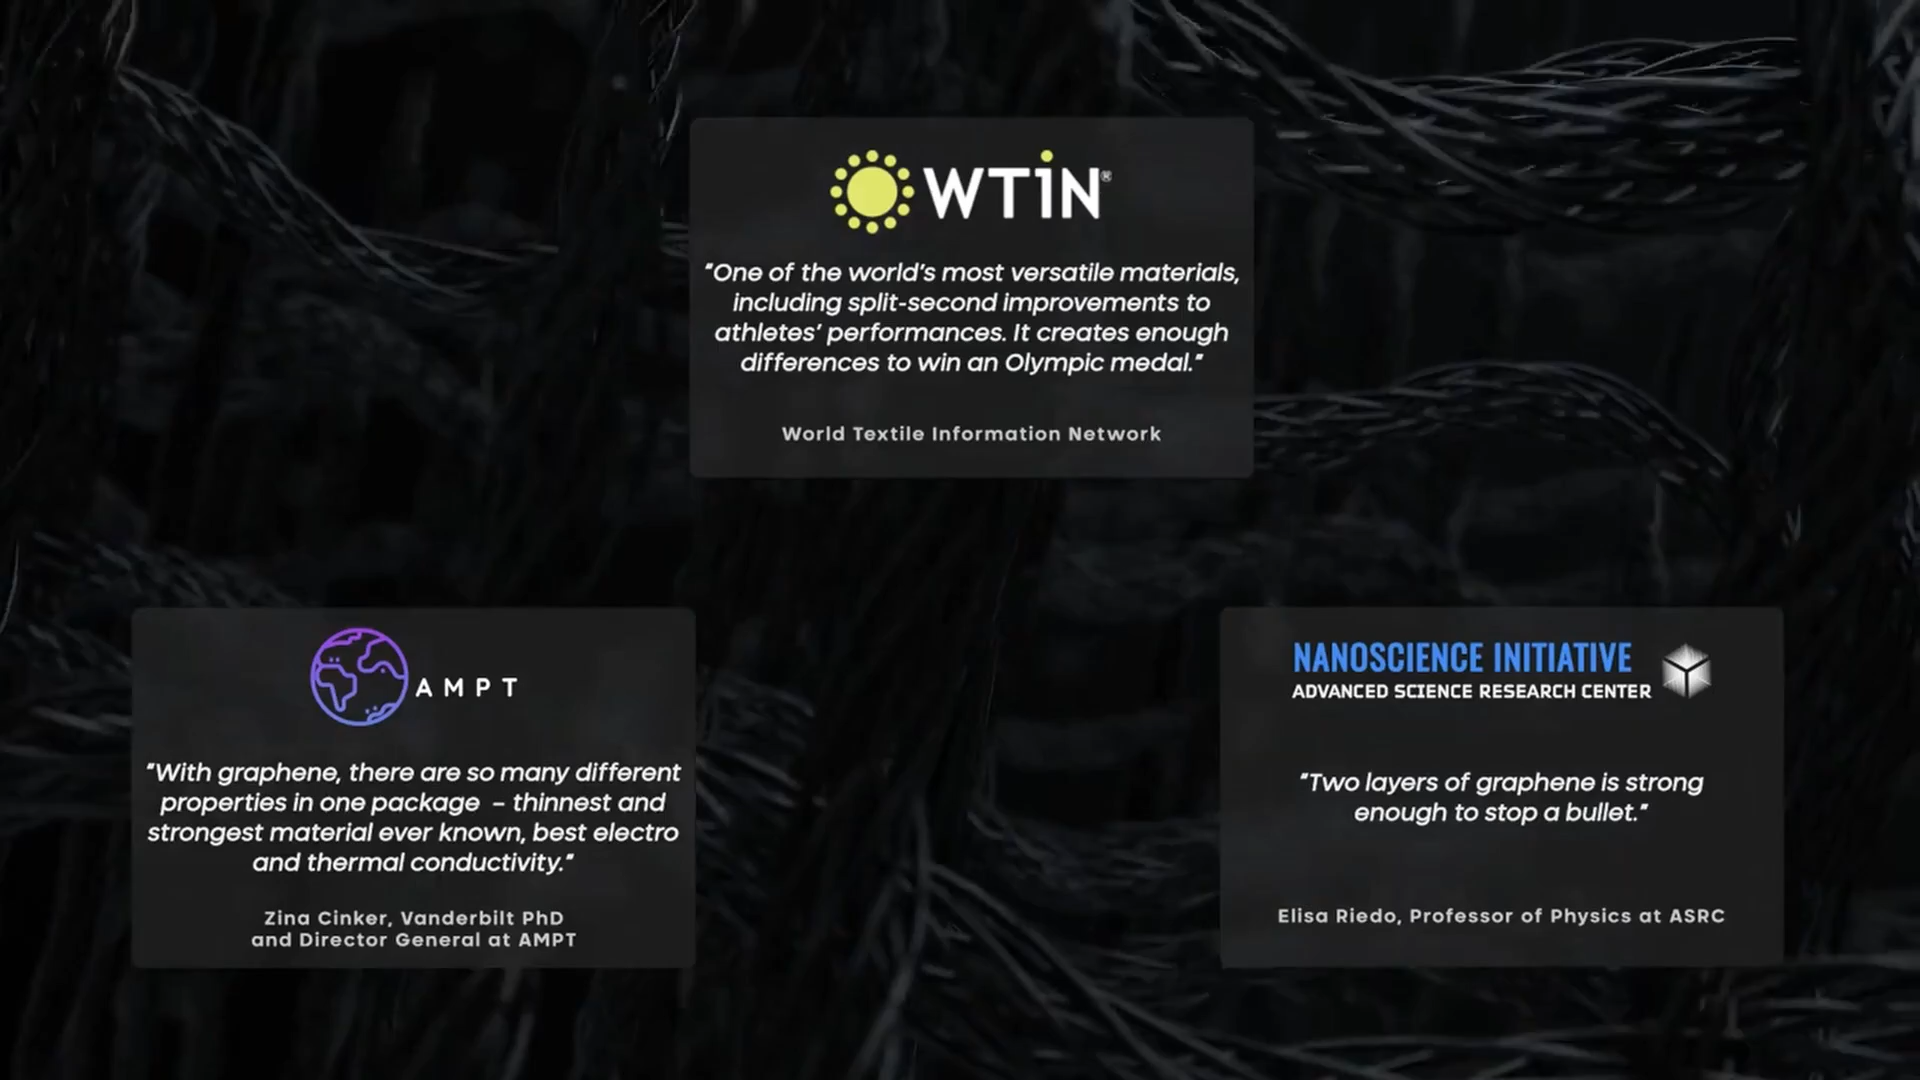 WTiN®
“One of the world’s most versatile materials,
including split-second improvements to
athletes’ performances. It creates enough
differences to win an Olympic medal.”
World Textile Information Network
AMPT
“With graphene, there are so many different
properties in one package – thinnest and
strongest material ever known, best electro
and thermal conductivity.”
Zina Cinker, Vanderbilt PhD
and Director General at AMPT
NANOSCIENCE INITIATIVE
ADVANCED SCIENCE RESEARCH CENTER
“Two layers of graphene is strong
enough to stop a bullet.”
Elisa Riedo, Professor of Physics at ASRC